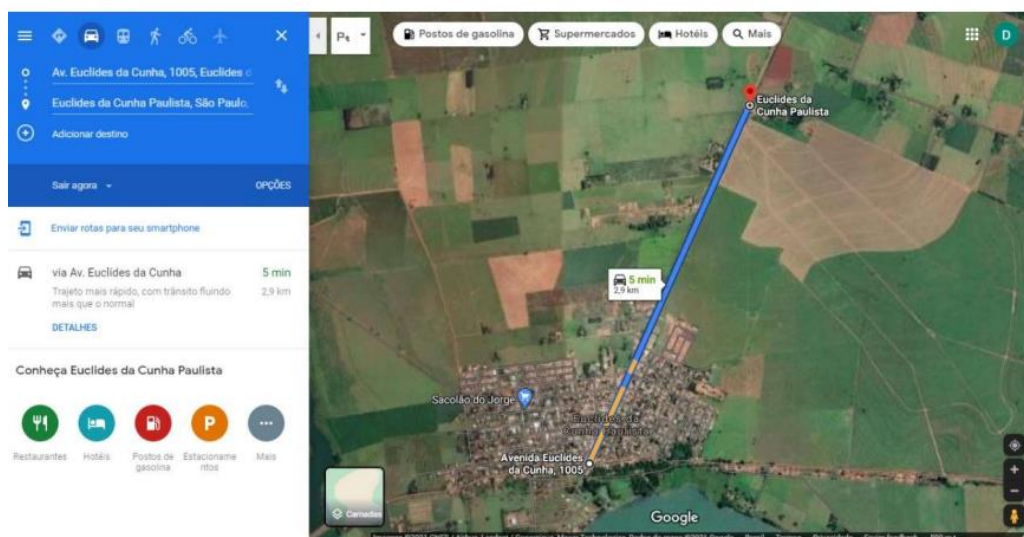 Av. Euclides da Cunha, 1005, Euclides d
Euclides da Cunha Paulista, São Paulo,
Adicionar destino
Sair agora
OPÇÕES
Enviar rotas para seu smartphone
via Av. Euclides da Cunha
5 min
Trajeto mais rápido, com trânsito fluindo
2,9 km
mais que o normal
DETALHES
Conheça Euclides da Cunha Paulista
Restaurantes
Hotéis
Postos de
gasolina
Estacioname
ntos
Mais
Postos de gasolina
Supermercados
Hotéis
Mais
D
Euclides da
Cunha Paulista
5 min
2,9 km
Sacolão do Jorge
Euclides da
Cunha Paulista
Avenida Euclides
da Cunha, 1005
Camadas
Google